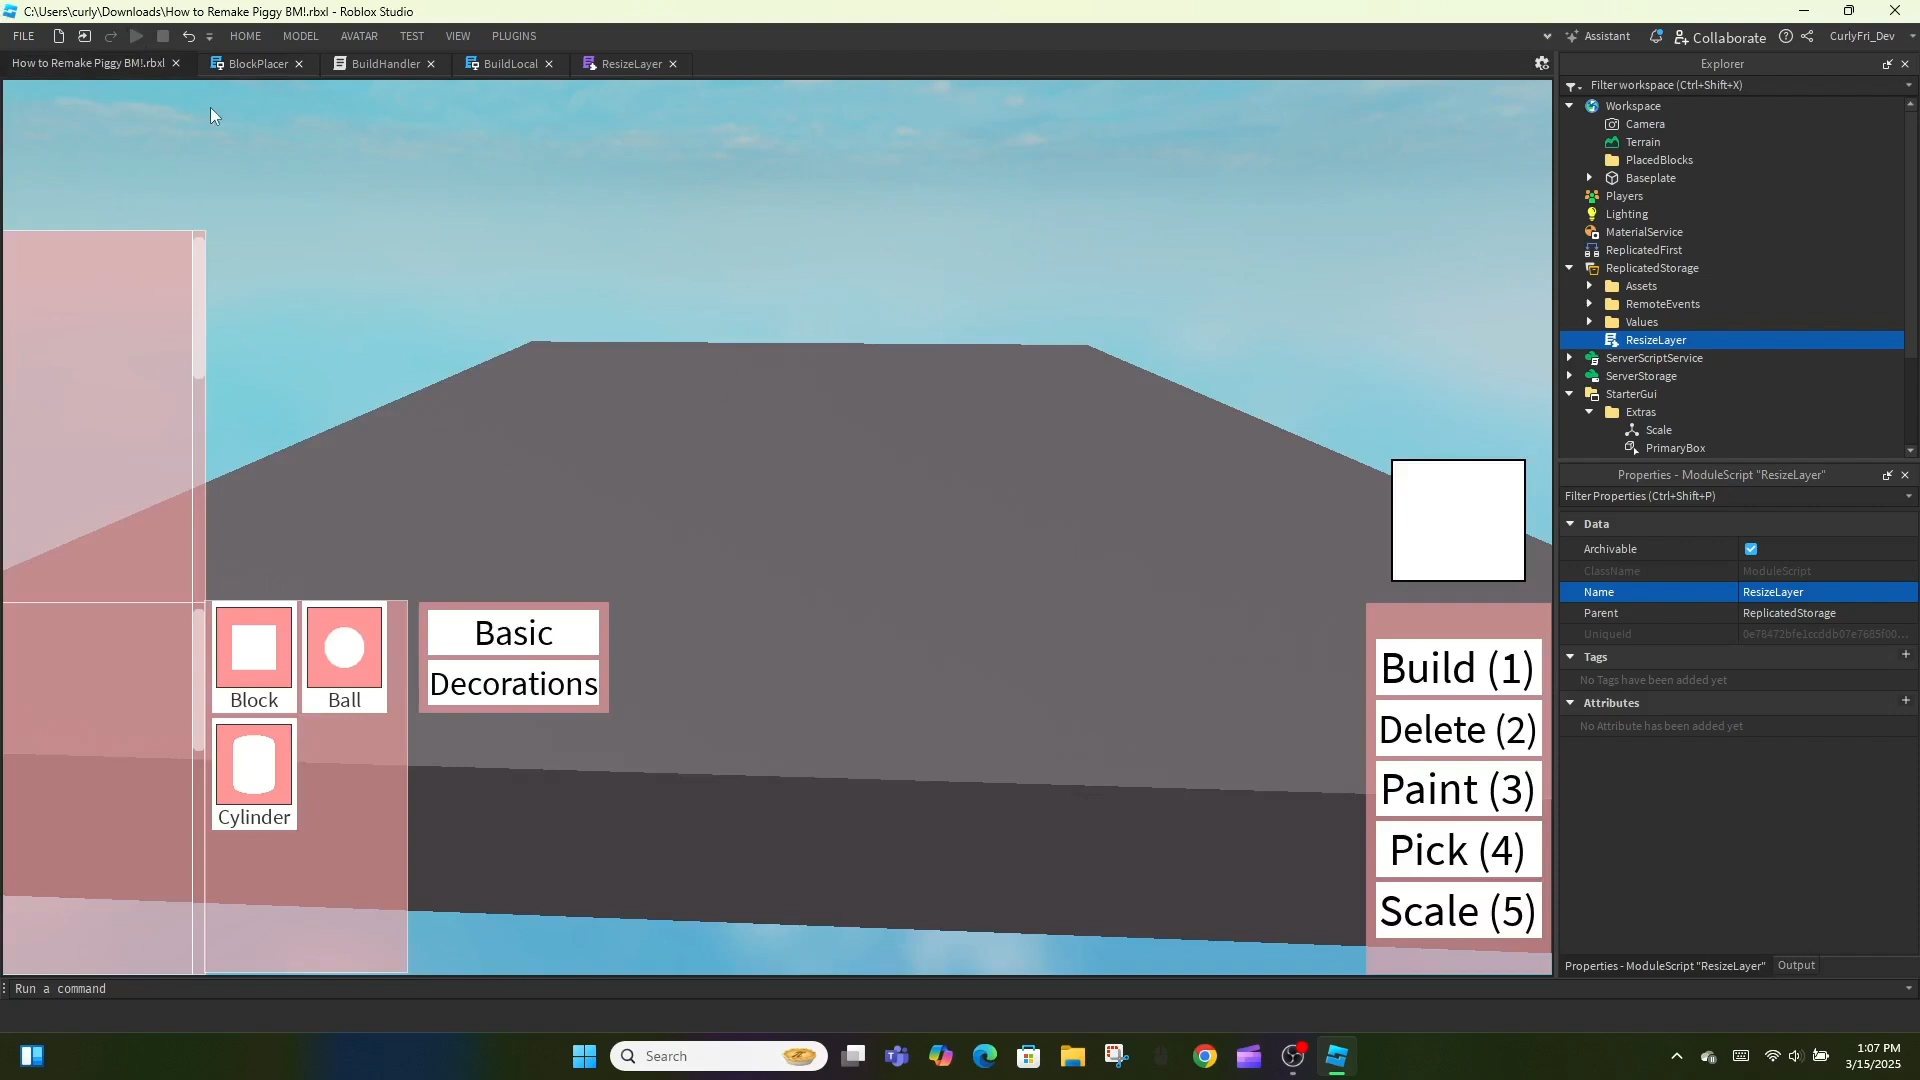 C:\Users\curly\Downloads\How to Remake Piggy BM!.rbxl - Roblox Studio
FILE
HOME
MODEL
AVATAR
TEST
VIEW
PLUGINS
Assistant
Collaborate
CurlyFri_Dev
How to Remake Piggy BM!.rbxl
BlockPlacer
BuildHandler
BuildLocal
ResizeLayer
Block
Ball
Cylinder
Basic
Decorations
Build (1)
Delete (2)
Paint (3)
Pick (4)
Scale (5)
Explorer
Filter workspace (Ctrl+Shift+X)
Workspace
Camera
Terrain
PlacedBlocks
Baseplate
Players
Lighting
MaterialService
ReplicatedFirst
ReplicatedStorage
Assets
RemoteEvents
Values
ResizeLayer
ServerScriptService
ServerStorage
StarterGui
Extras
Scale
PrimaryBox
Properties - ModuleScript "ResizeLayer"
Filter Properties (Ctrl+Shift+P)
Data
Archivable
ClassName ModuleScript
Name ResizeLayer
Parent ReplicatedStorage
UniqueId 0e78472bfe1ccddb07e7685f00...
Tags
No Tags have been added yet
Attributes
No Attribute has been added yet
Properties - ModuleScript "ResizeLayer"
Output
Run a command
Search
1:07 PM
3/15/2025